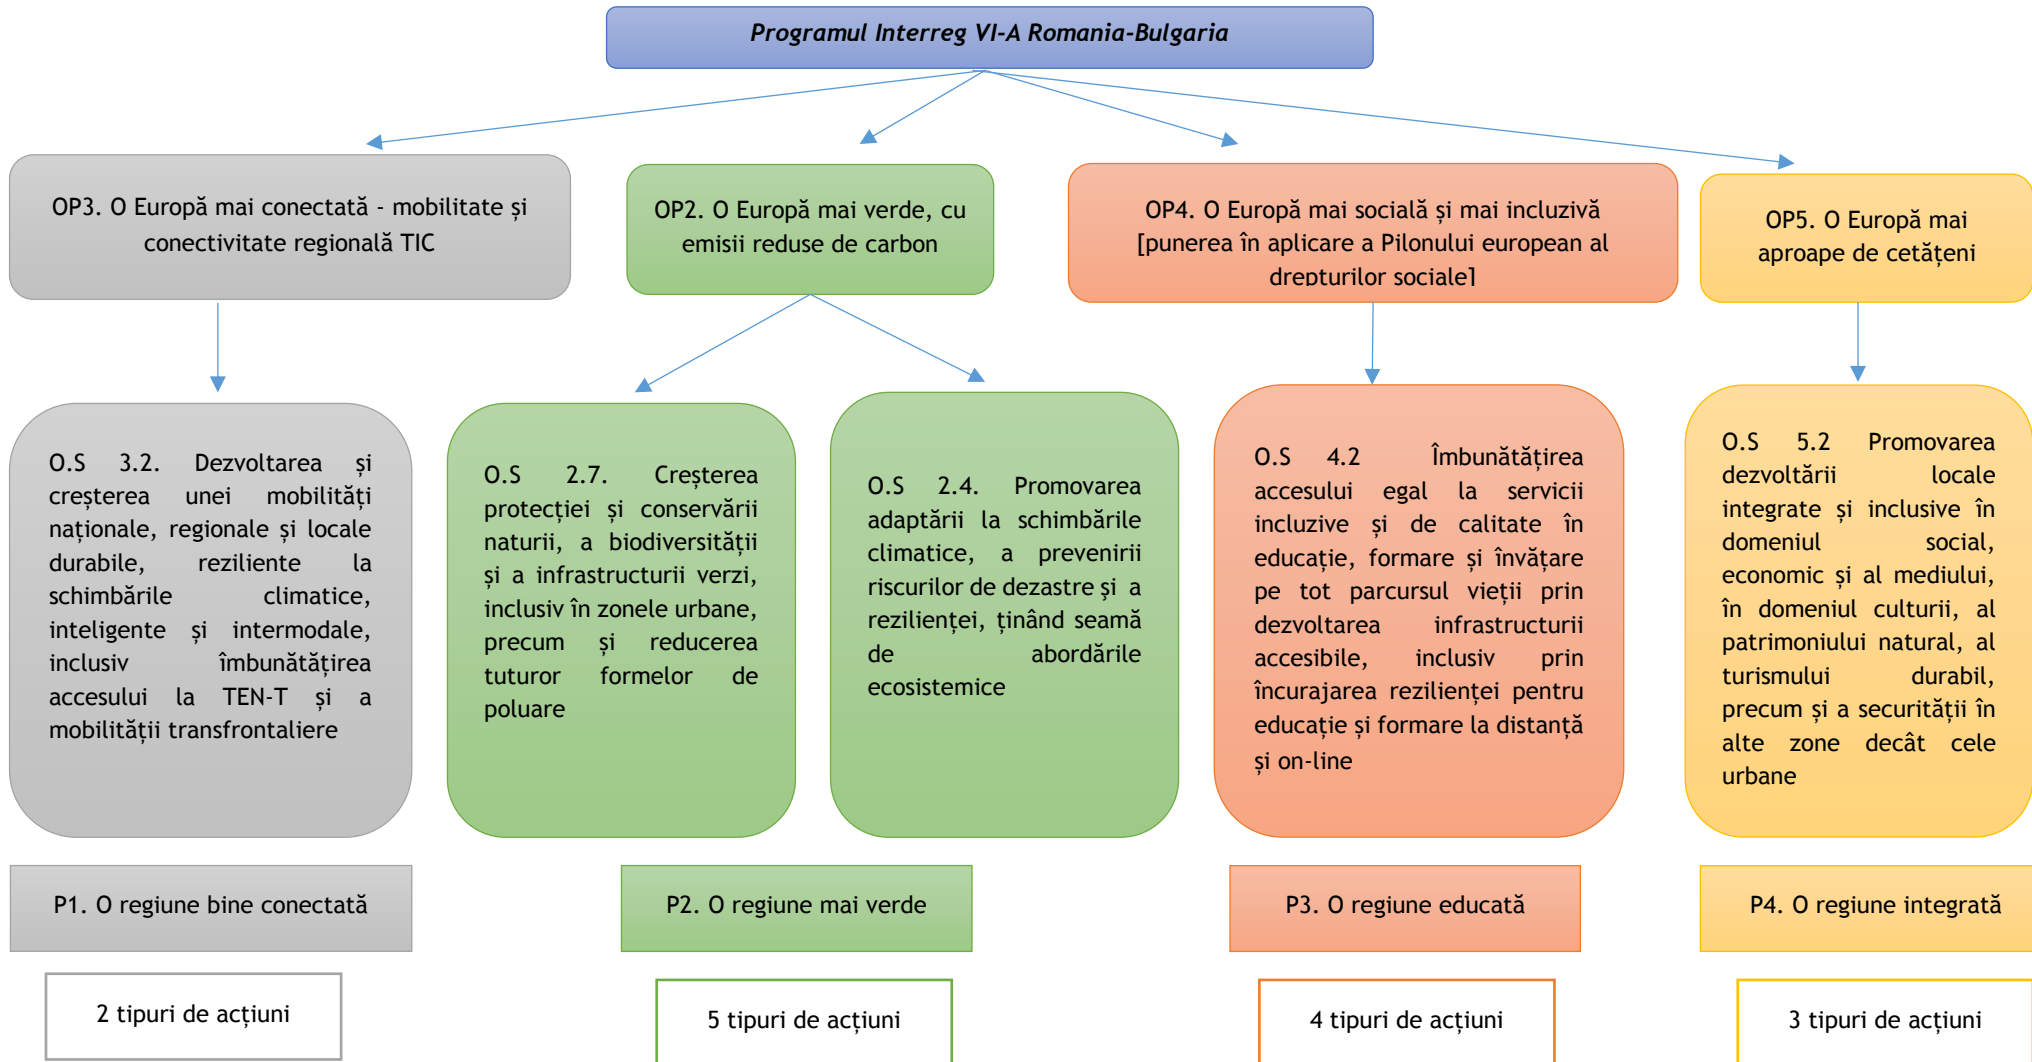 Programul Interreg VI-A Romania-Bulgaria
OP3. O Europă mai conectată - mobilitate și
conectivitate regională TIC
OP2. O Europă mai verde, cu
emisii reduse de carbon
OP4. O Europă mai socială și mai incluzivă
[punerea în aplicare a Pilonului european al
drepturilor sociale]
OP5. O Europă mai
aproape de cetățeni
O.S 3.2. Dezvoltarea și
creșterea unei mobilități
naționale, regionale și locale
durabile, reziliente la
schimbările climatice,
inteligente și intermodale,
inclusiv îmbunătățirea
accesului la TEN-T și a
mobilității transfrontaliere
O.S 2.7. Creșterea
protecției și conservării
naturii, a biodiversității
și a infrastructurii verzi,
inclusiv în zonele urbane,
precum și reducerea
tuturor formelor de
poluare
O.S 2.4. Promovarea
adaptării la schimbările
climatice, a prevenirii
riscurilor de dezastre şi a
rezilienței, ținând seamă
de abordările
ecosistemice
O.S 4.2 Îmbunătățirea
accesului egal la servicii
incluzive și de calitate în
educație, formare și învățare
pe tot parcursul vieții prin
dezvoltarea infrastructurii
accesibile, inclusiv prin
încurajarea rezilienței pentru
educație și formare la distanță
și on-line
O.S 5.2 Promovarea
dezvoltării locale
integrate și inclusive în
domeniul social,
economic și al mediului,
în domeniul culturii, al
patrimoniului natural, al
turismului durabil,
precum și a securității în
alte zone decât cele
urbane
P1. O regiune bine conectată
P2. O regiune mai verde
P3. O regiune educată
P4. O regiune integrată
2 tipuri de acțiuni
5 tipuri de acțiuni
4 tipuri de acțiuni
3 tipuri de acțiuni